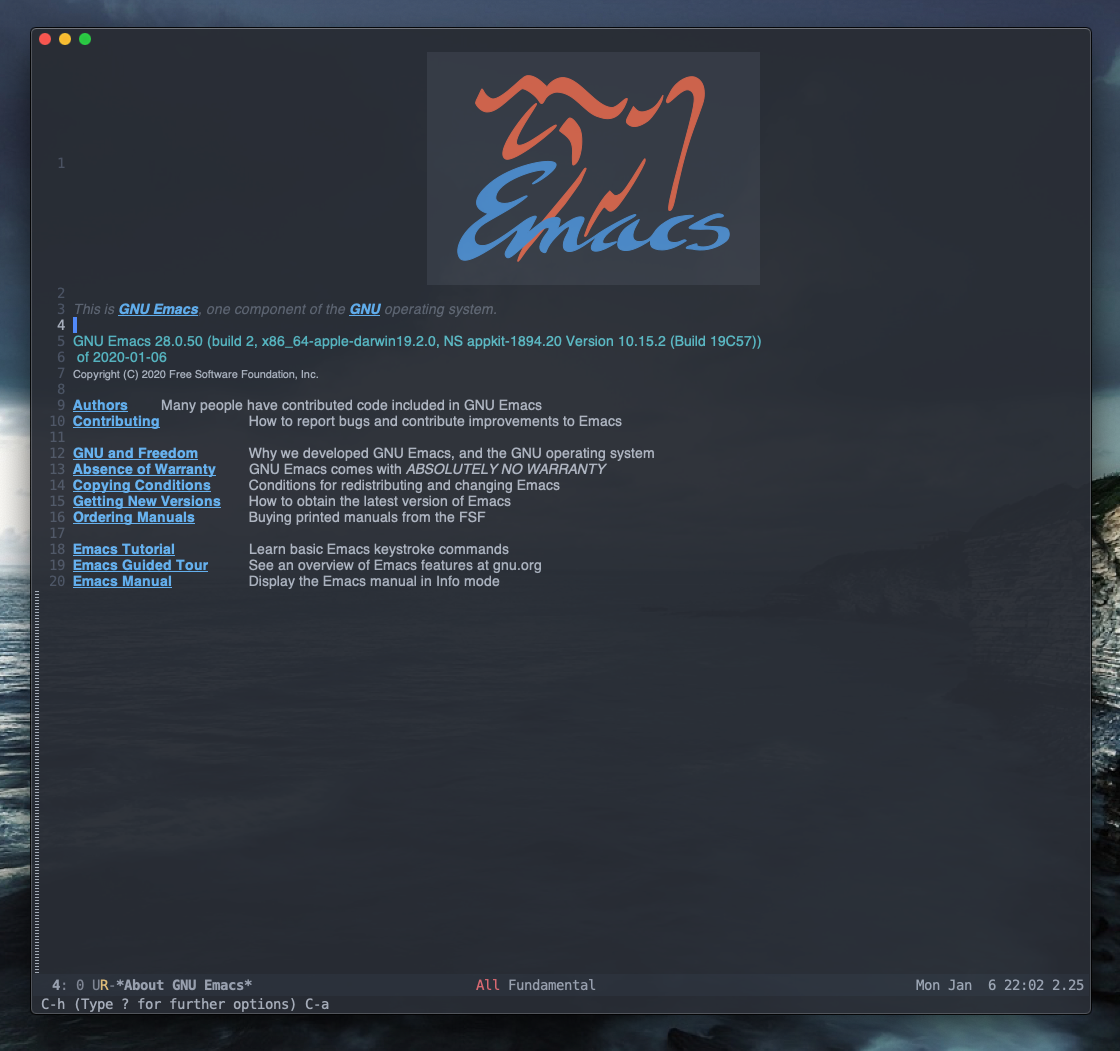 Emacs
1
2
3 This is GNU Emacs, one component of the GNU operating system.
4
5 GNU Emacs 28.0.50 (build 2, x86_64-apple-darwin19.2.0, NS appkit-1894.20 Version 10.15.2 (Build 19C57))
6 of 2020-01-06
7 Copyright (C) 2020 Free Software Foundation, Inc.
8
9 Authors Many people have contributed code included in GNU Emacs
10 Contributing How to report bugs and contribute improvements to Emacs
11
12 GNU and Freedom Why we developed GNU Emacs, and the GNU operating system
13 Absence of Warranty GNU Emacs comes with ABSOLUTELY NO WARRANTY
14 Copying Conditions Conditions for redistributing and changing Emacs
15 Getting New Versions How to obtain the latest version of Emacs
16 Ordering Manuals Buying printed manuals from the FSF
17
18 Emacs Tutorial Learn basic Emacs keystroke commands
19 Emacs Guided Tour See an overview of Emacs features at gnu.org
20 Emacs Manual Display the Emacs manual in Info mode
4: 0 UR-*About GNU Emacs* All Fundamental Mon Jan 6 22:02 2.25
C-h (Type ? for further options) C-a